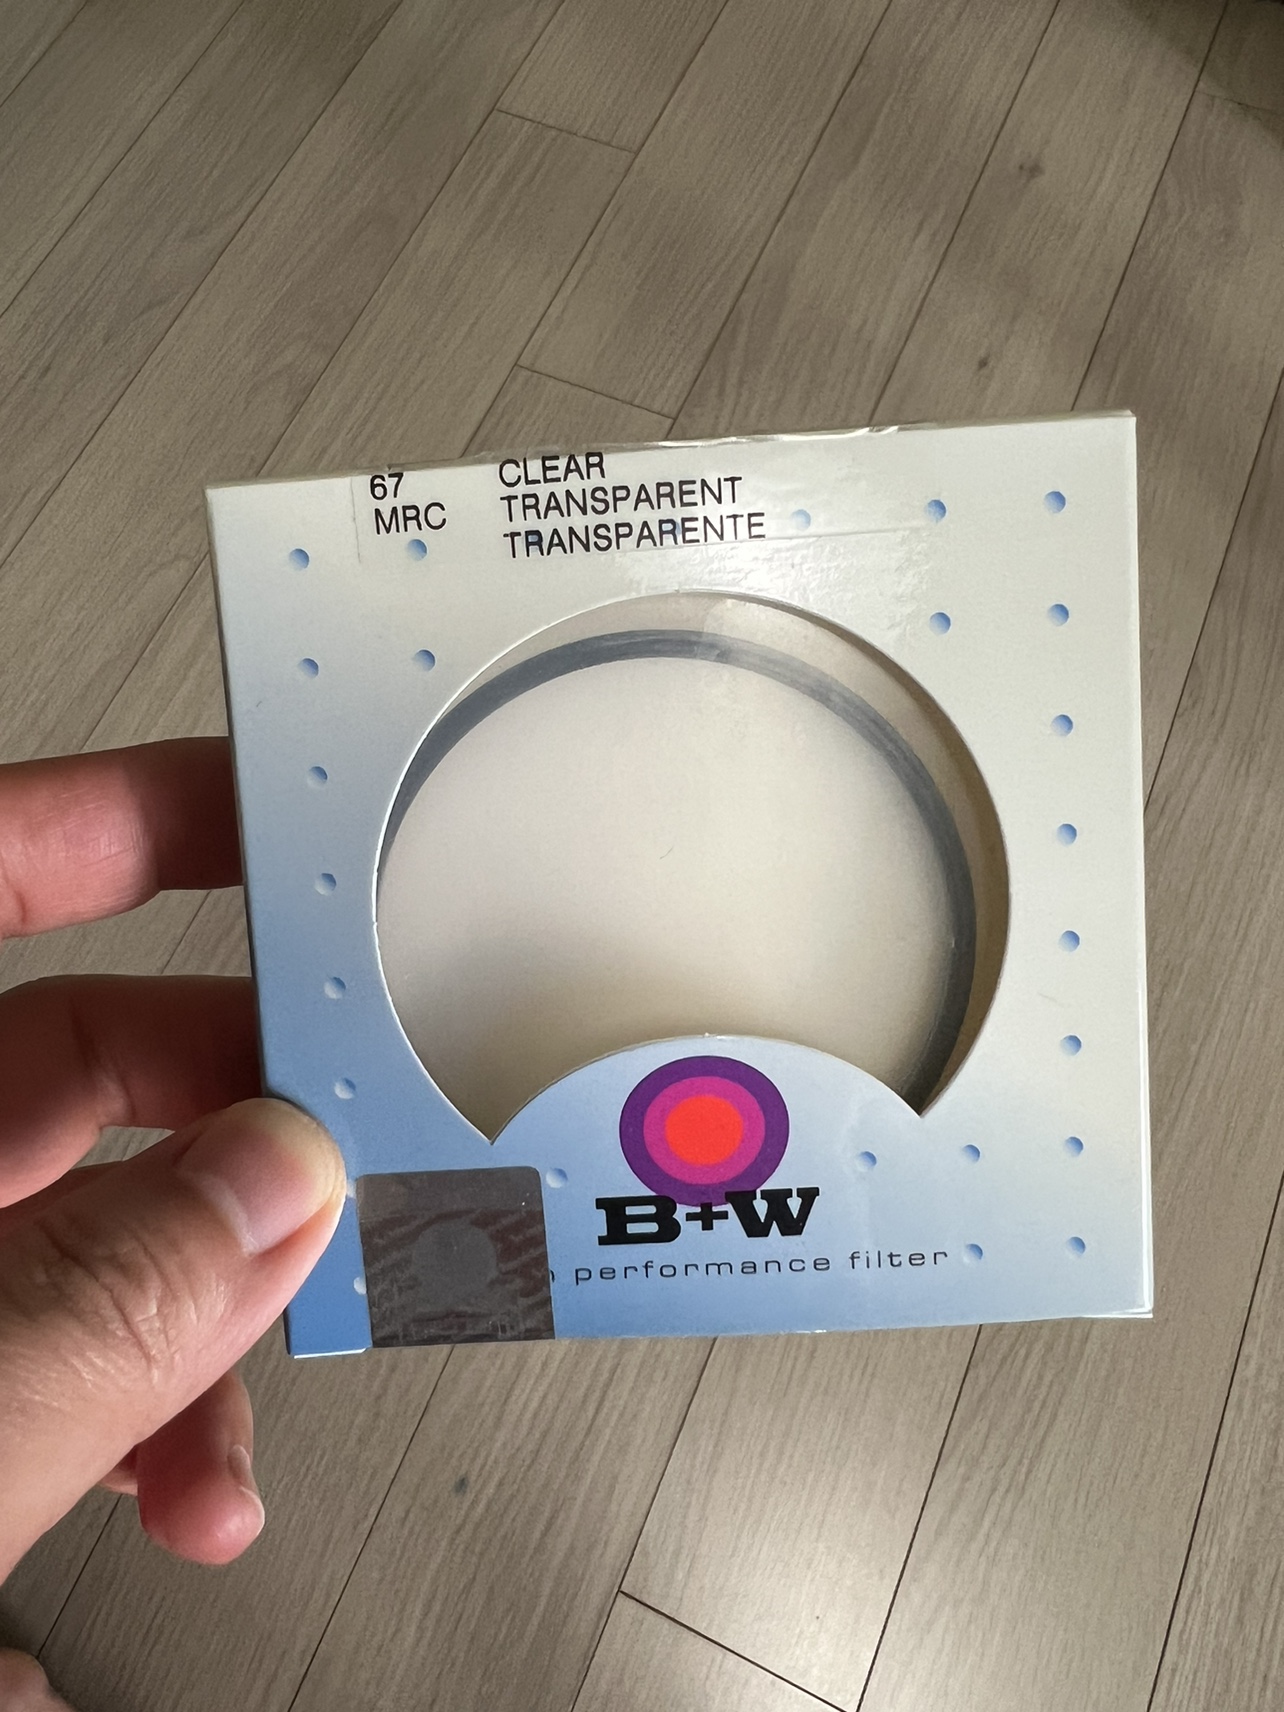 67 CLEAR
MRC TRANSPARENT
TRANSPARENTE
B+W
performance filter